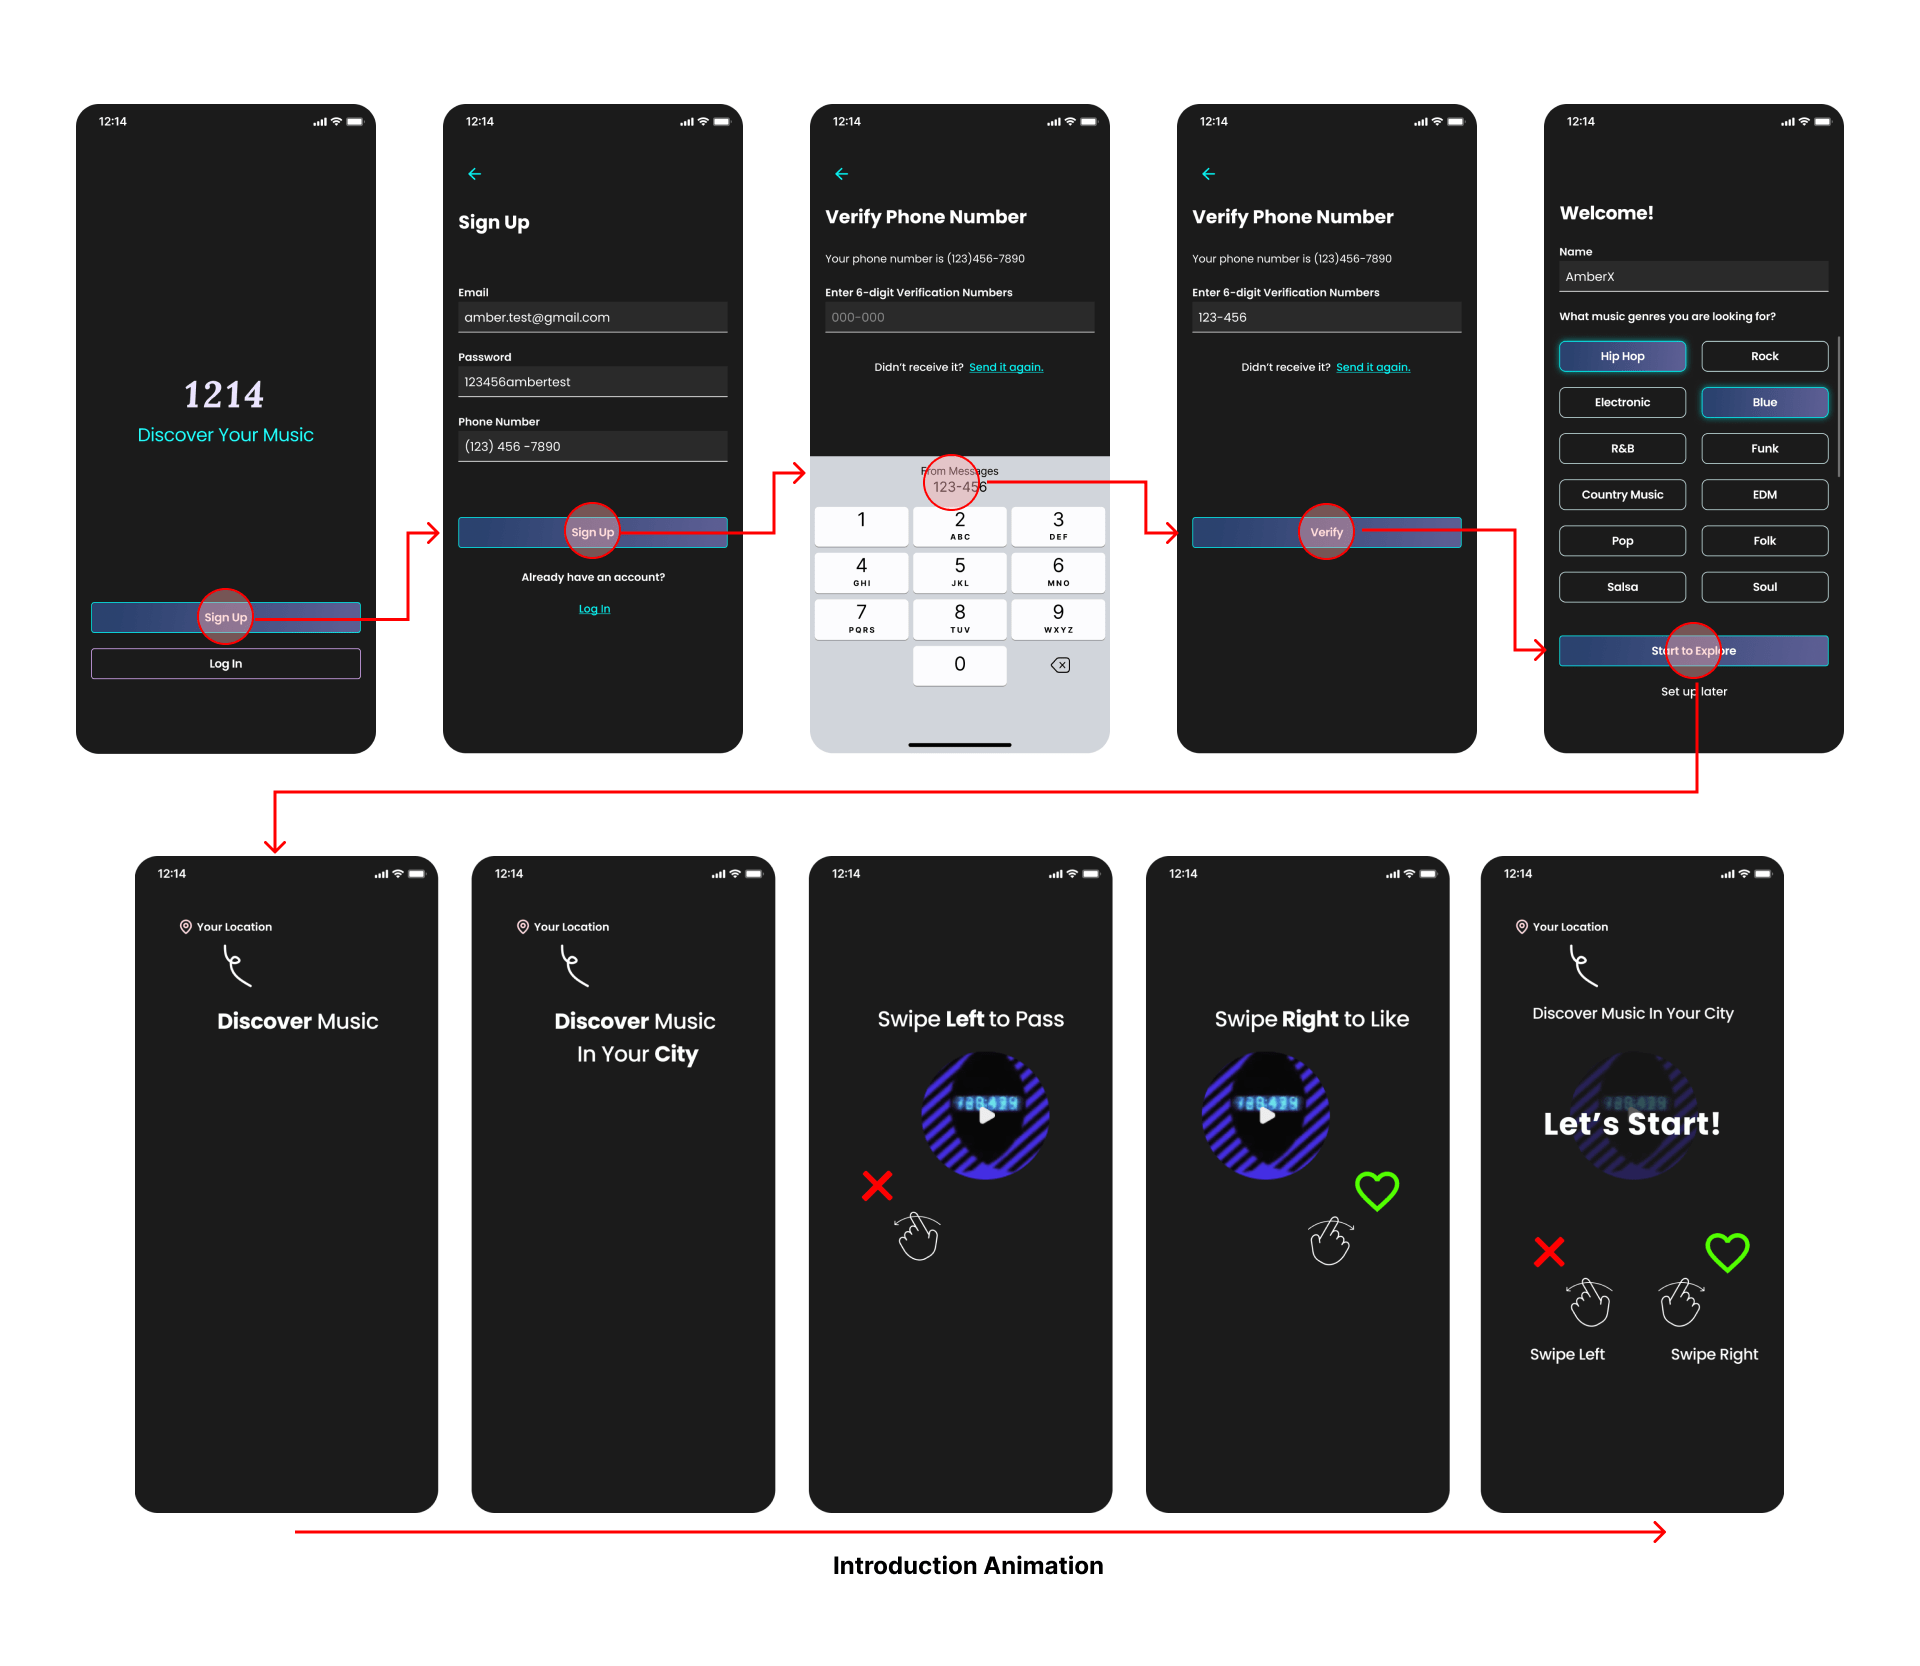 12:14
1214
Discover Your Music
Sign Up
Log In
12:14
Sign Up
Email
amber.test@gmail.com
Password
123456ambertest
Phone Number
(123) 456 -7890
Sign Up
Already have an account?
Log In
12:14
Verify Phone Number
Your phone number is (123)456-7890
Enter 6-digit Verification Numbers
000-000
Didn't receive it? Send it again.
From Messages
123-456
1
2
ABC
3
DEF
4
GHI
5
JKL
6
MNO
7
PQRS
8
TUV
9
WXYZ
0
12:14
Verify Phone Number
Your phone number is (123)456-7890
Enter 6-digit Verification Numbers
123-456
Didn't receive it? Send it again.
Verify
12:14
Welcome!
Name
AmberX
What music genres you are looking for?
Hip Hop
Rock
Electronic
Blue
R&B
Funk
Country Music
EDM
Pop
Folk
Salsa
Soul
Start to Explore
Set up later
12:14
Your Location
Discover Music
12:14
Your Location
Discover Music
In Your City
12:14
Swipe Left to Pass
12:14
Swipe Right to Like
12:14
Your Location
Discover Music In Your City
Let's Start!
Swipe Left
Swipe Right
Introduction Animation